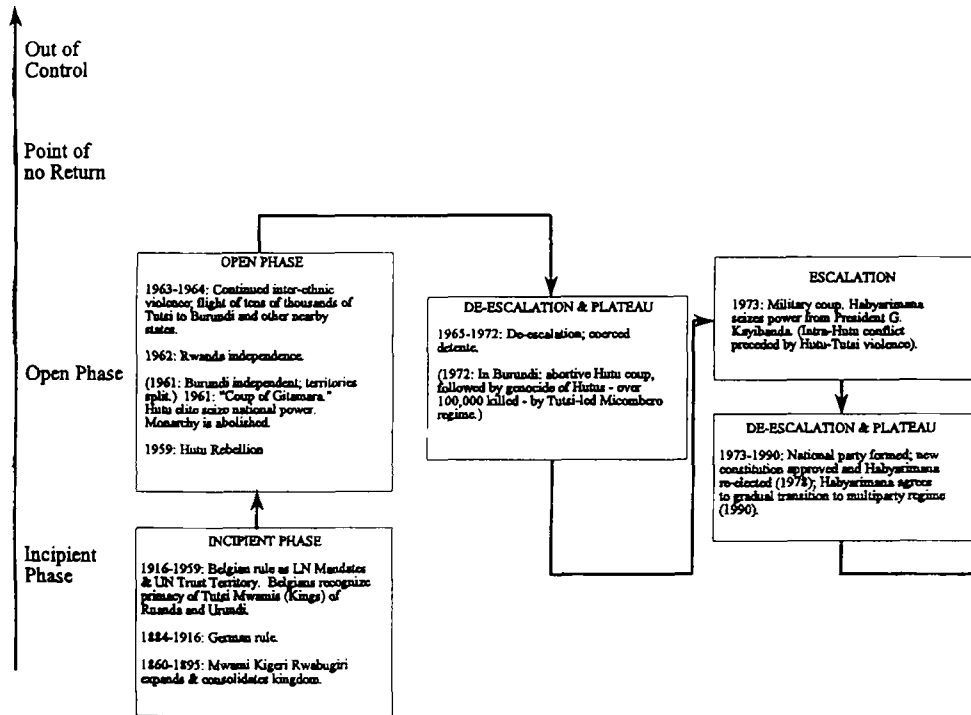 Out of
Control
Point of
no Return
Open Phase
Incipient
Phase
OPEN PHASE
1963-1964: Continued inter-ethnic
violence; flight of tens of thousands of
Tutsi to Burundi and other nearby
states.
1962: Rwanda independence.
(1961: Burundi independent; territories
split.) 1961: "Coup of Gitamara."
Hutu elite seize national power.
Monarchy is abolished.
1959: Hutu Rebellion
INCIPIENT PHASE
1916-1959: Belgian rule as LN Mandates
& UN Trust Territory. Belgians recognize
primacy of Tutsi Mwamis (Kings) of
Ruanda and Urundi.
1884-1916: German rule.
1860-1895: Mwami Kigeri Rwabugiri
expands & consolidates kingdom.
DE-ESCALATION & PLATEAU
1965-1972: De-escalation; coerced
detente.
(1972: In Burundi: abortive Hutu coup,
followed by genocide of Hutus - over
100,000 killed - by Tutsi-led Micombero
regime.)
ESCALATION
1973: Military coup. Habyarimana
seizes power from President G.
Kayibanda. (Intra-Hutu conflict
preceded by Hutu-Tutsi violence).
DE-ESCALATION & PLATEAU
1973-1990: National party formed; new
constitution approved and Habyarimana
re-elected (1978); Habyarimana agrees
to gradual transition to multiparty regime
(1990).